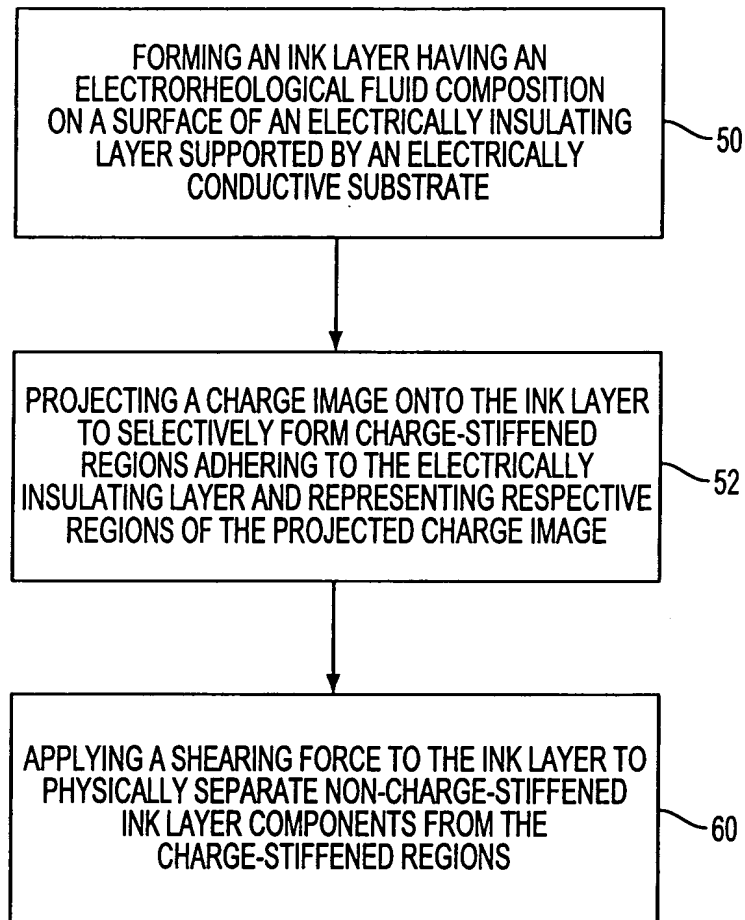 FORMING AN INK LAYER HAVING AN
ELECTRORHEOLOGICAL FLUID COMPOSITION
ON A SURFACE OF AN ELECTRICALLY INSULATING
LAYER SUPPORTED BY AN ELECTRICALLY
CONDUCTIVE SUBSTRATE
50
PROJECTING A CHARGE IMAGE ONTO THE INK LAYER
TO SELECTIVELY FORM CHARGE-STIFFENED
REGIONS ADHERING TO THE ELECTRICALLY
INSULATING LAYER AND REPRESENTING RESPECTIVE
REGIONS OF THE PROJECTED CHARGE IMAGE
52
APPLYING A SHEARING FORCE TO THE INK LAYER TO
PHYSICALLY SEPARATE NON-CHARGE-STIFFENED
INK LAYER COMPONENTS FROM THE
CHARGE-STIFFENED REGIONS
60